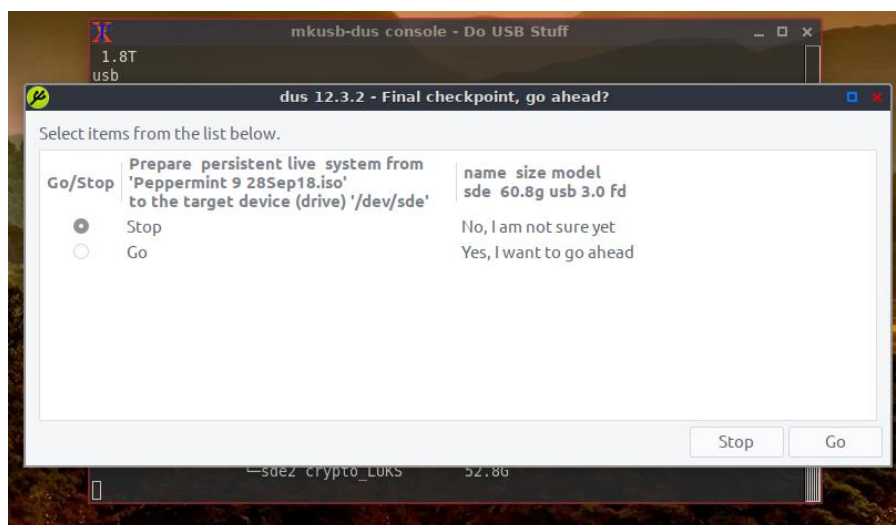 mkusb-dus console - Do USB Stuff
1.8T
usb
dus 12.3.2 - Final checkpoint, go ahead?
Select items from the list below.
Go/Stop
Prepare persistent live system from
'Peppermint 9 28Sep18.iso'
to the target device (drive) '/dev/sde'
name size model
sde 60.8g usb 3.0 fd
Stop No, I am not sure yet
Go Yes, I want to go ahead
Stop Go
└─sde2 crypto_LUKS 52.8G